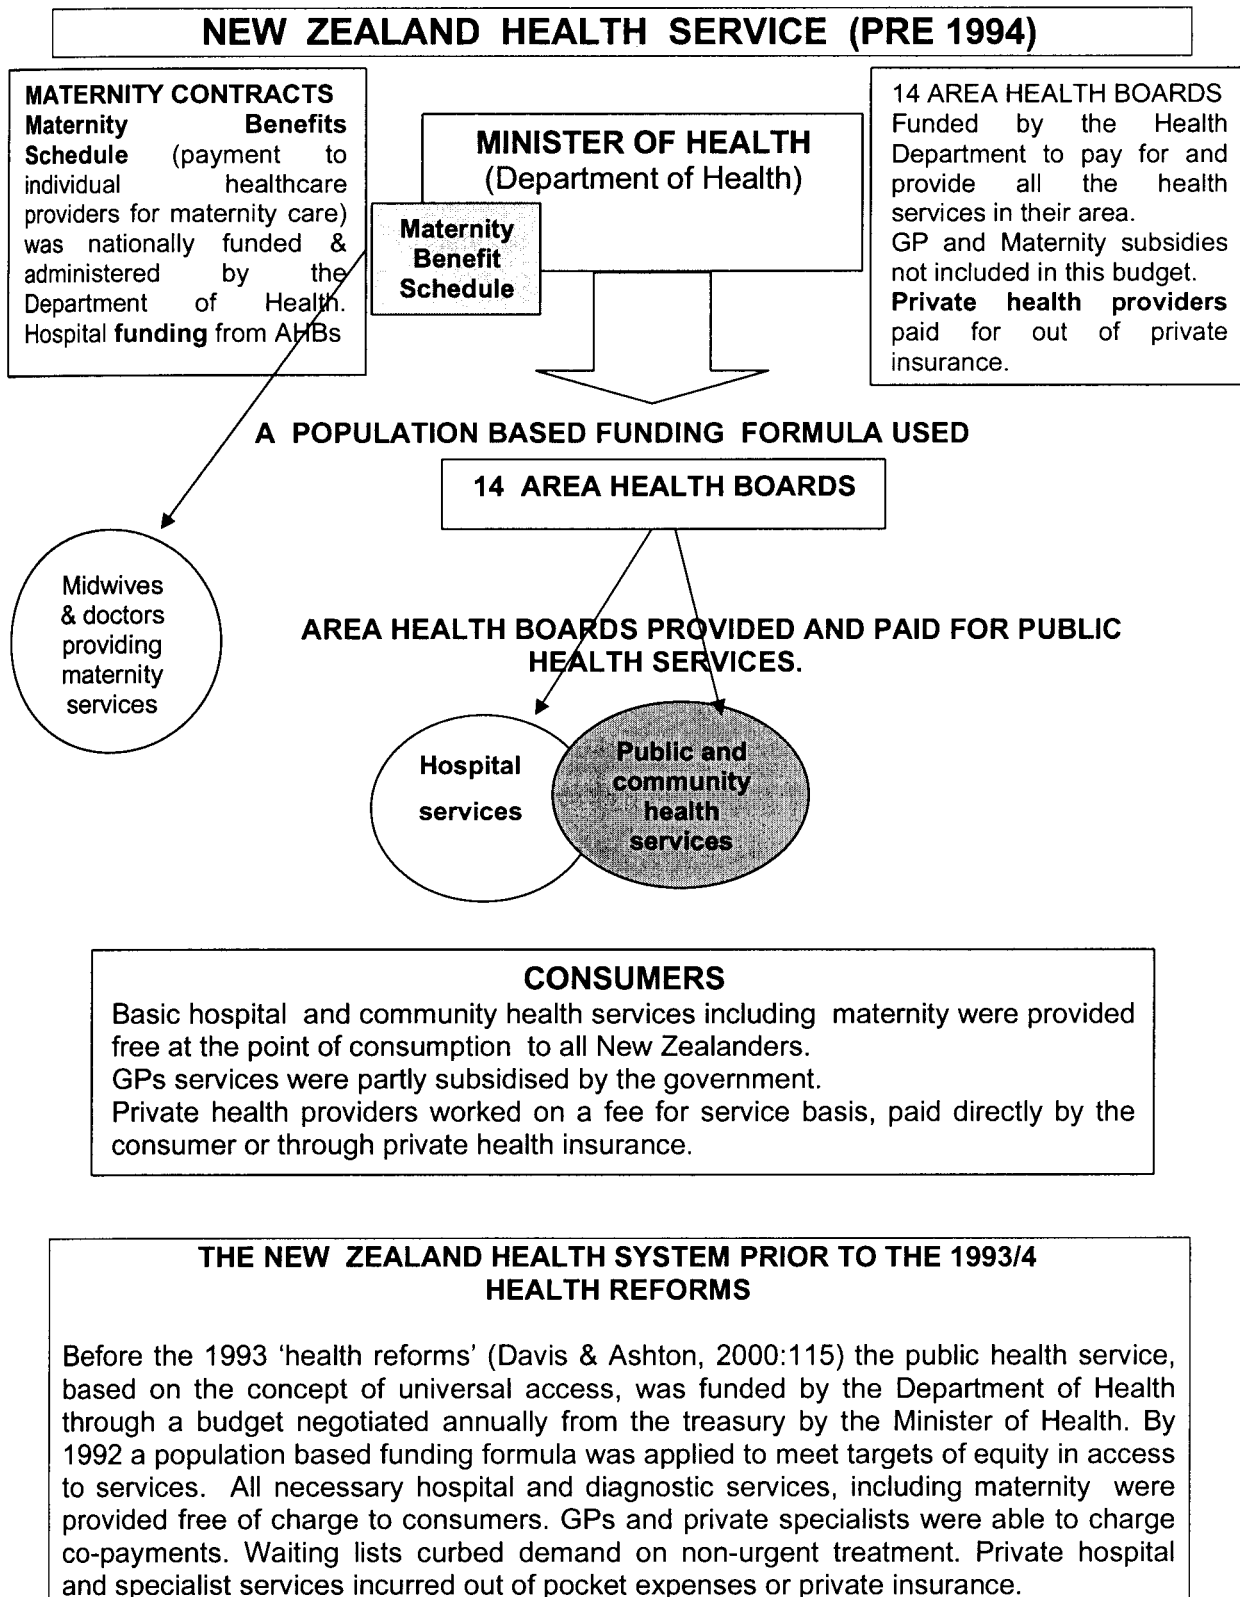 NEW ZEALAND HEALTH SERVICE (PRE 1994)
MATERNITY CONTRACTS
Maternity Benefits
Schedule (payment to
individual healthcare
providers for maternity care)
was nationally funded &
administered by the
Department of Health.
Hospital funding from AHBs
MINISTER OF HEALTH
(Department of Health)
Maternity
Benefit
Schedule
14 AREA HEALTH BOARDS
Funded by the Health
Department to pay for and
provide all the health
services in their area.
GP and Maternity subsidies
not included in this budget.
Private health providers
paid for out of private
insurance.
A POPULATION BASED FUNDING FORMULA USED
14 AREA HEALTH BOARDS
Midwives
& doctors
providing
maternity
services
AREA HEALTH BOARDS PROVIDED AND PAID FOR PUBLIC
HEALTH SERVICES.
Hospital
services
Public and
community
health
services
CONSUMERS
Basic hospital and community health services including maternity were provided
free at the point of consumption to all New Zealanders.
GPs services were partly subsidised by the government.
Private health providers worked on a fee for service basis, paid directly by the
consumer or through private health insurance.
THE NEW ZEALAND HEALTH SYSTEM PRIOR TO THE 1993/4
HEALTH REFORMS
Before the 1993 'health reforms' (Davis & Ashton, 2000:115) the public health service,
based on the concept of universal access, was funded by the Department of Health
through a budget negotiated annually from the treasury by the Minister of Health. By
1992 a population based funding formula was applied to meet targets of equity in access
to services. All necessary hospital and diagnostic services, including maternity were
provided free of charge to consumers. GPs and private specialists were able to charge
co-payments. Waiting lists curbed demand on non-urgent treatment. Private hospital
and specialist services incurred out of pocket expenses or private insurance.